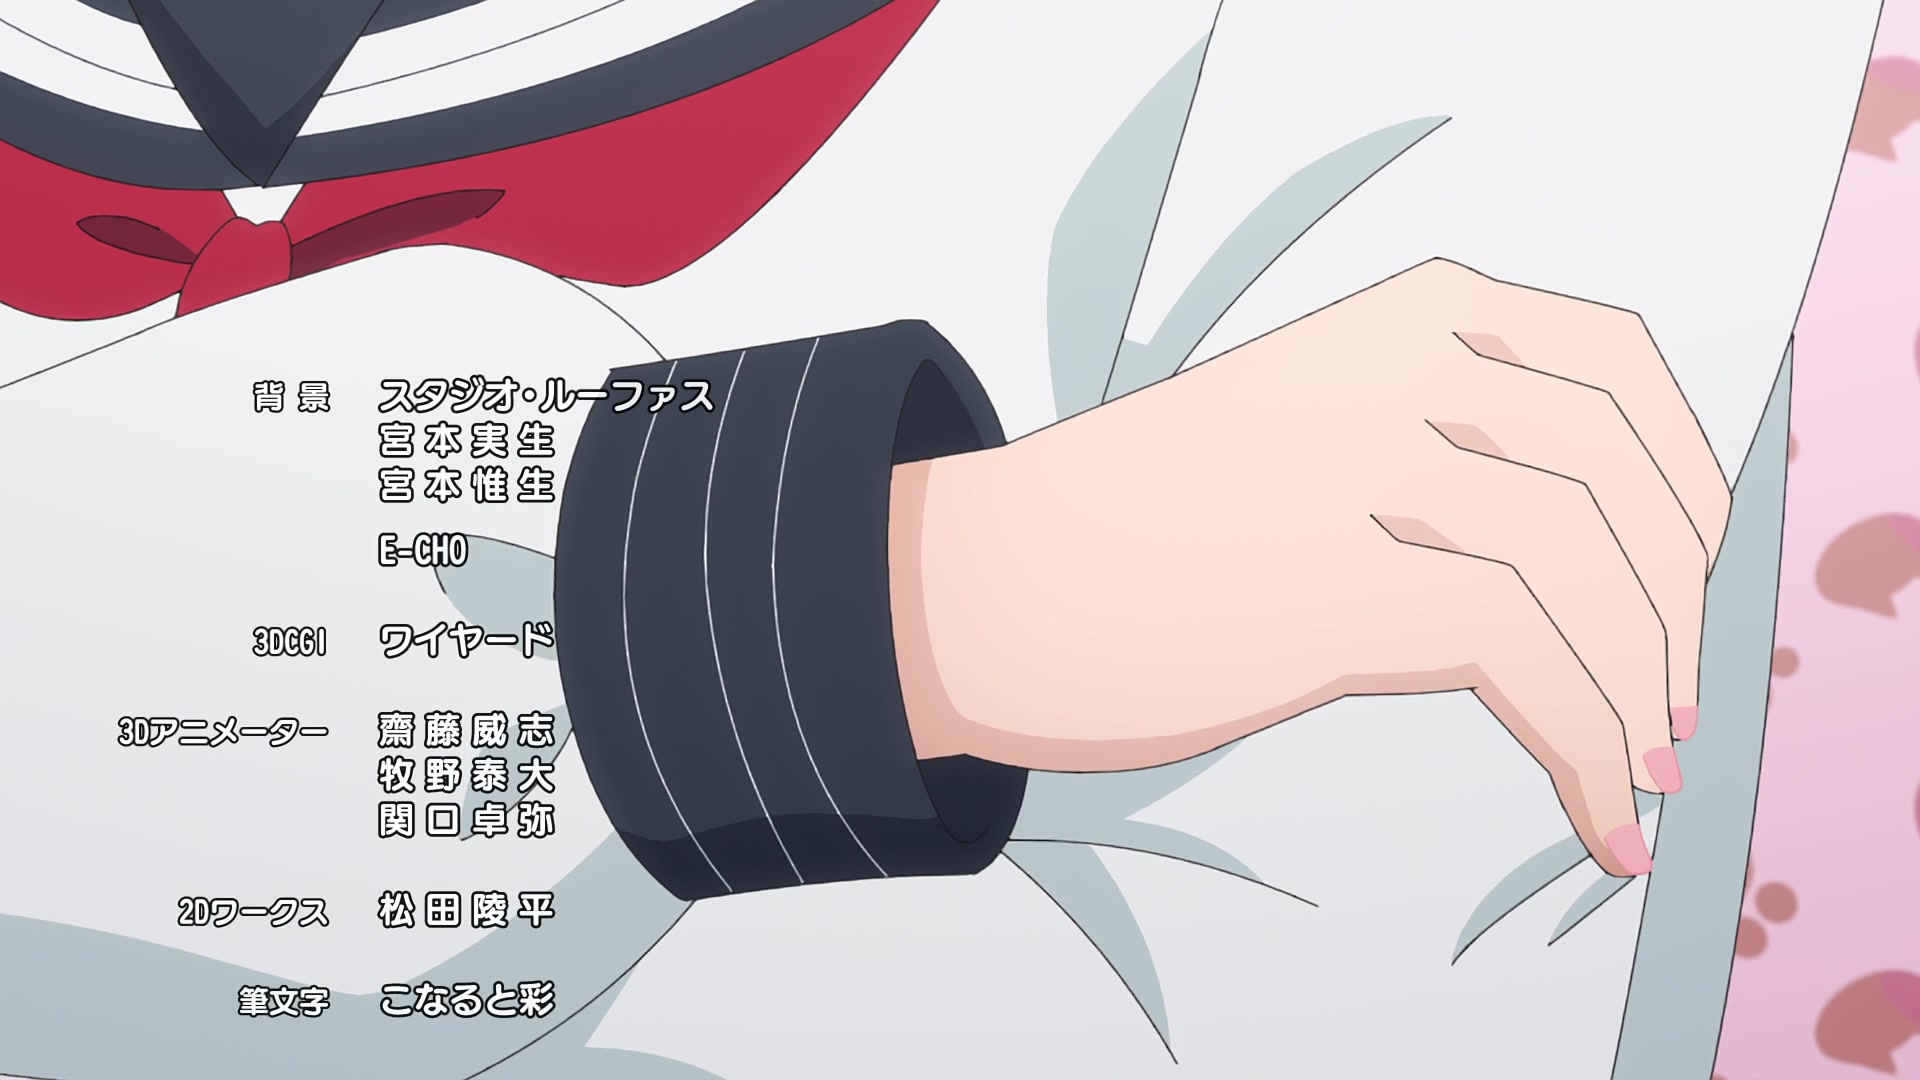 背景 スタジオ・ルーファス
宮本実生
宮本惟生
E-CHO
3DCGI ワイヤード
3Dアニメーター 齋藤威志
牧野泰大
関口卓弥
2Dワークス 松田陵平
筆文字 こなると彩